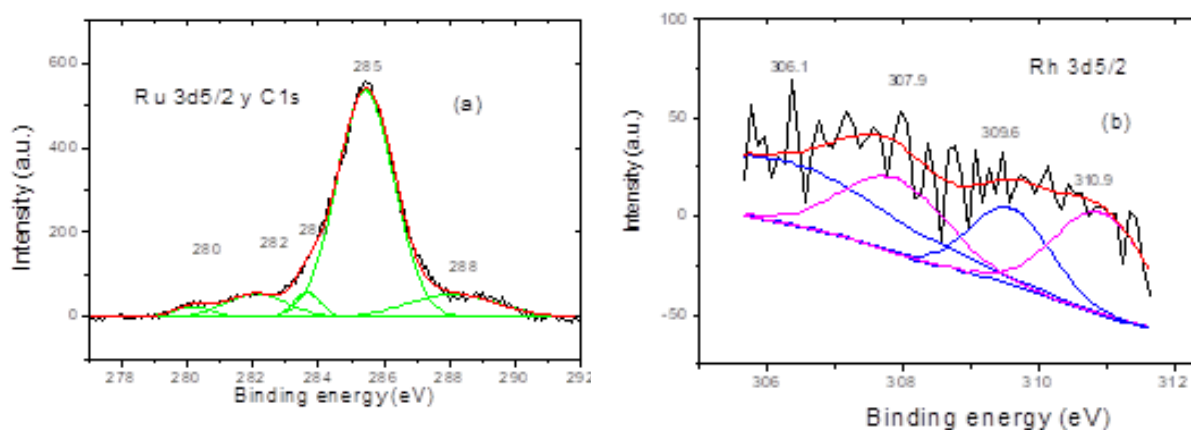 Intensity (a.u.)
600
400
200
0
Ru 3d5/2 y C1s
(a)
280
282
285
288
278 280 282 284 286 288 290 292
Binding energy (eV)
Intensity (a.u.)
100
50
0
-50
Rh 3d5/2
(b)
306.1
307.9
309.6
310.9
306 308 310 312
Binding energy (eV)